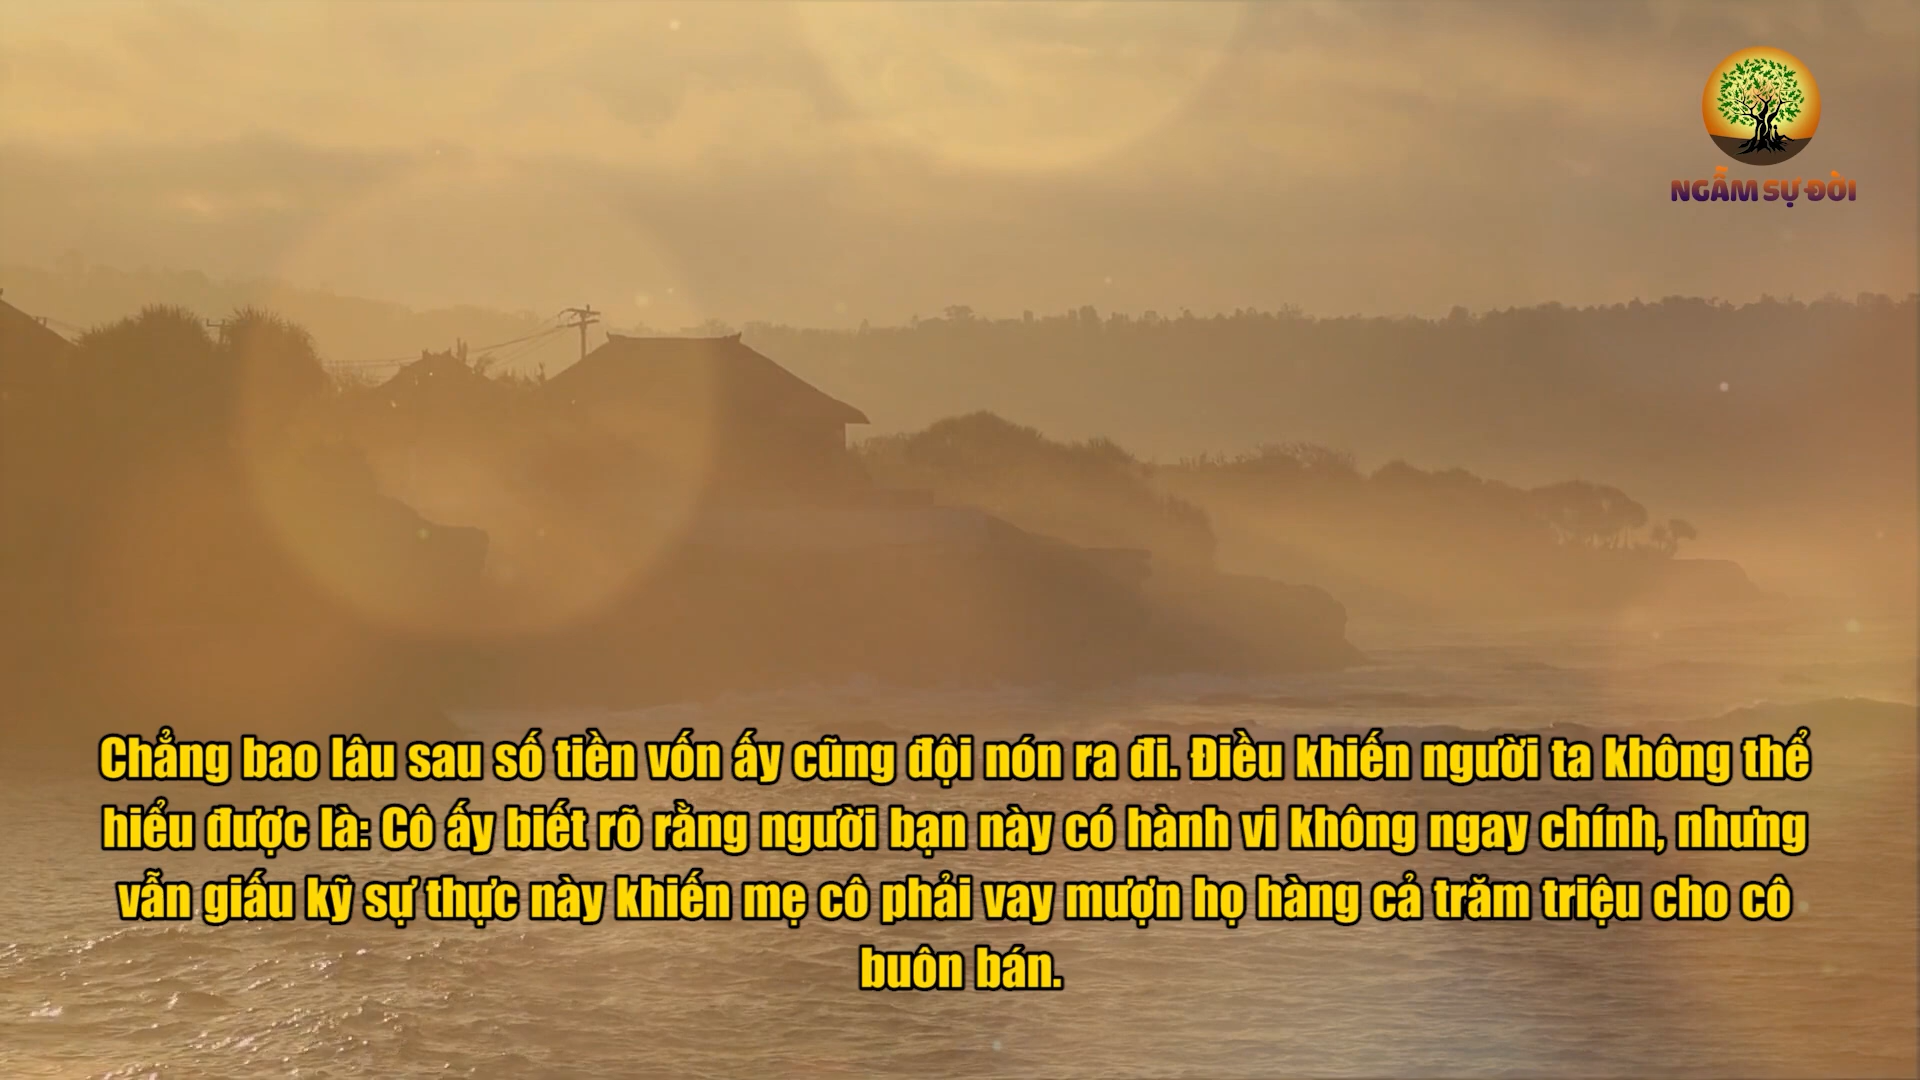 NGẪM SỰ ĐỜI
Chẳng bao lâu sau số tiền vốn ấy cũng đội nón ra đi. Điều khiến người ta không thể
hiểu được là: Cô ấy biết rõ rằng người bạn này có hành vi không ngay chính, nhưng
vẫn giấu kỹ sự thực này khiến mẹ cô phải vay mượn họ hàng cả trăm triệu cho cô
buôn bán.